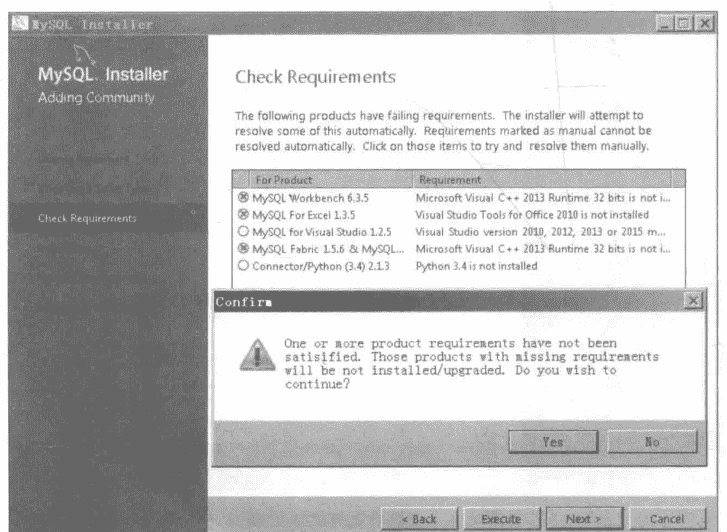 MySQL Installer
MySQL. Installer
Adding Community
Check Requirements
Check Requirements
The following products have failing requirements. The installer will attempt to
resolve some of this automatically. Requirements marked as manual cannot be
resolved automatically. Click on those items to try and resolve them manually.
For Product Requirement
MySQL Workbench 6.3.5 Microsoft Visual C++ 2013 Runtime 32 bits is not i...
MySQL For Excel 1.3.5 Visual Studio Tools for Office 2010 is not installed
MySQL for Visual Studio 1.2.5 Visual Studio version 2010, 2012, 2013 or 2015 m...
MySQL Fabric 1.5.6 & MySQL... Microsoft Visual C++ 2013 Runtime 32 bits is not i...
Connector/Python (3.4) 2.1.3 Python 3.4 is not installed
Confirm
One or more product requirements have not been
satisified. Those products with missing requirements
will be not installed/upgraded. Do you wish to
continue?
Yes No
< Back Execute Next > Cancel